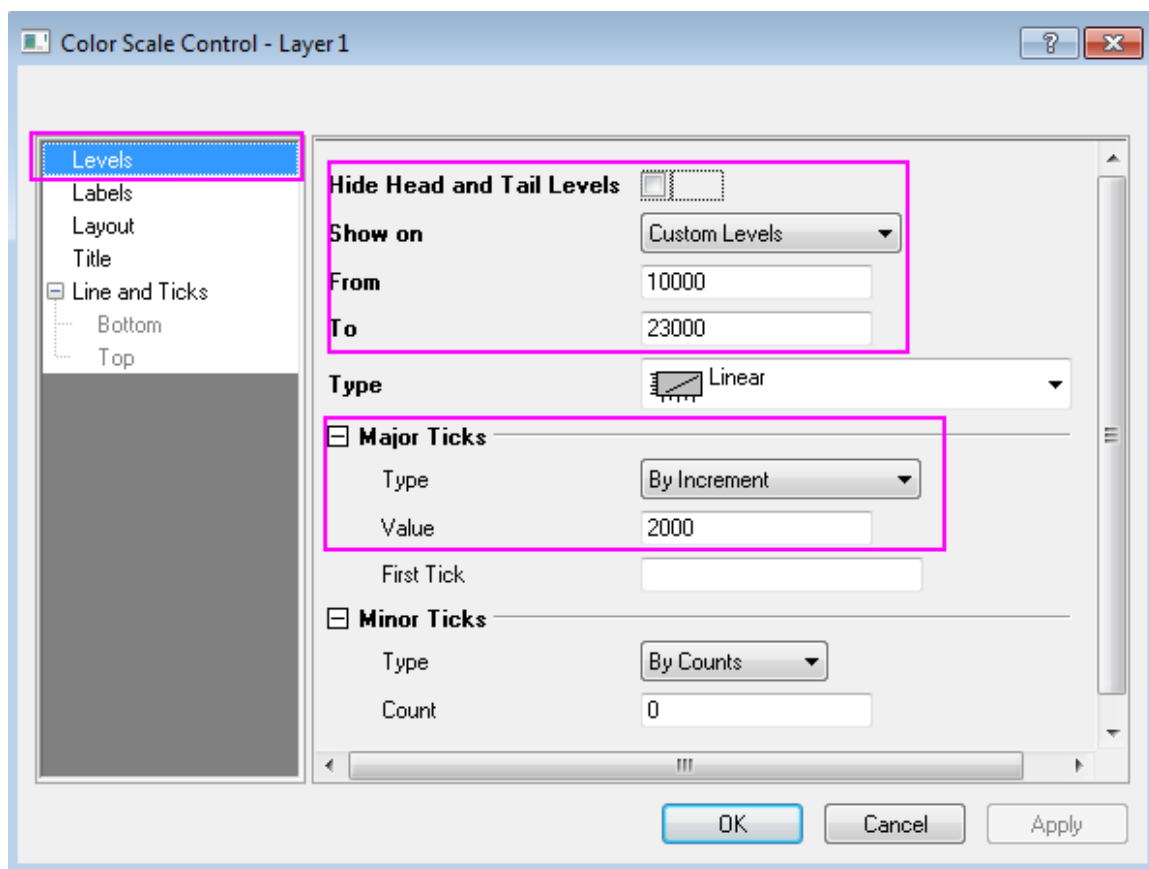 Color Scale Control - Layer 1
Levels
Labels
Layout
Title
Line and Ticks
Bottom
Top
Hide Head and Tail Levels
Show on Custom Levels
From 10000
To 23000
Type Linear
Major Ticks
Type By Increment
Value 2000
First Tick
Minor Ticks
Type By Counts
Count 0
OK Cancel Apply